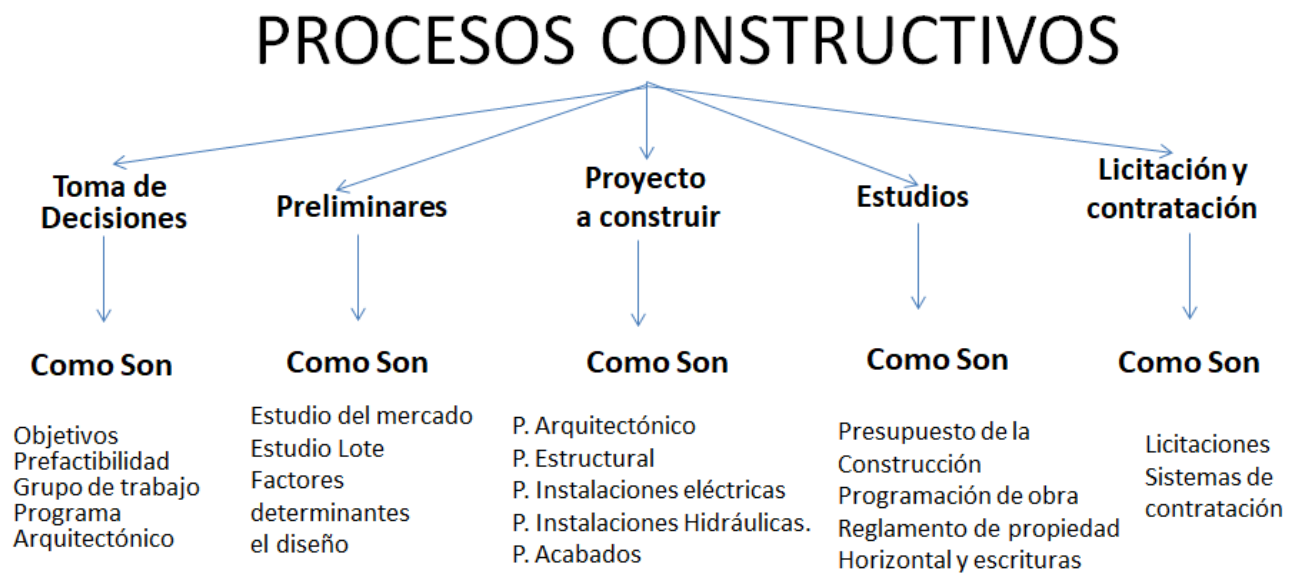 PROCESOS CONSTRUCTIVOS
Toma de
Decisiones
Preliminares
Proyecto
a construir
Estudios
Licitación y
contratación
Como Son
Como Son
Como Son
Como Son
Como Son
Objetivos
Prefactibilidad
Grupo de trabajo
Programa
Arquitectónico
Estudio del mercado
Estudio Lote
Factores
determinantes
el diseño
P. Arquitectónico
P. Estructural
P. Instalaciones eléctricas
P. Instalaciones Hidráulicas.
P. Acabados
Presupuesto de la
Construcción
Programación de obra
Reglamento de propiedad
Horizontal y escrituras
Licitaciones
Sistemas de
contratación